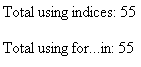 Total using indices: 55
Total using for...in: 55